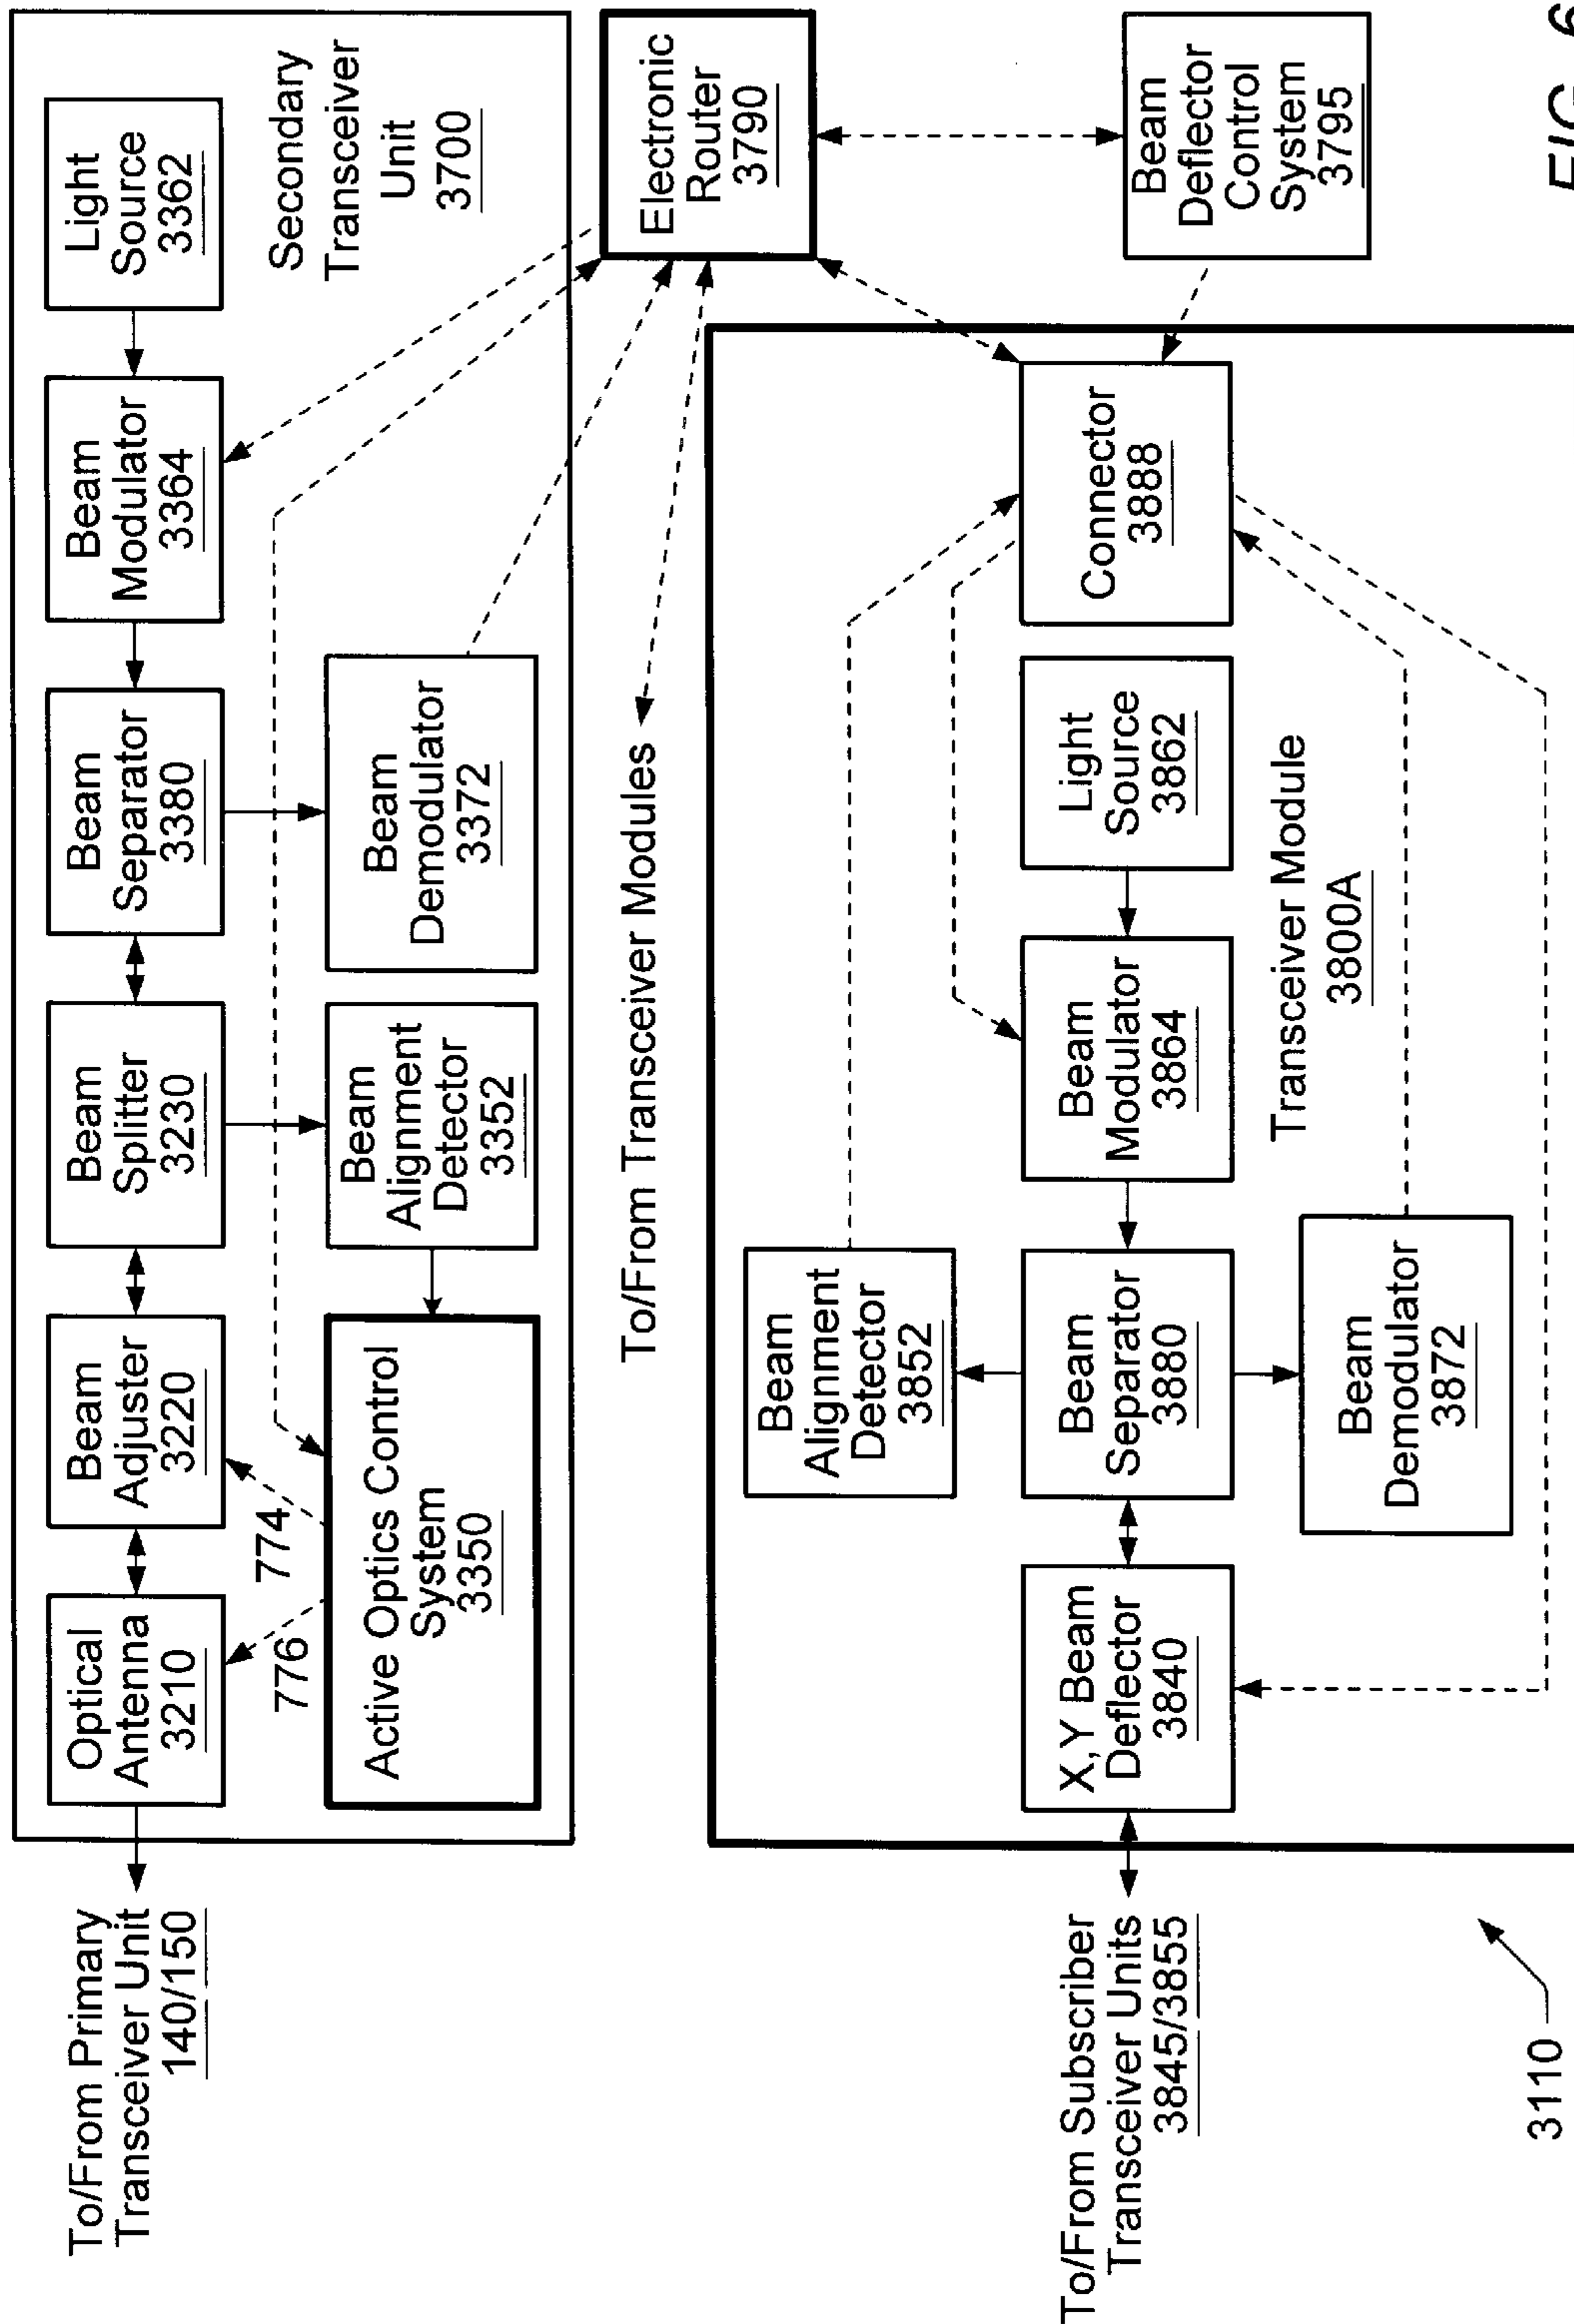 To/From Primary
Transceiver Unit
140/150
Optical
Antenna
3210
Beam
Adjuster
3220
Beam
Splitter
3230
Beam
Separator
3380
Beam
Modulator
3364
Light
Source
3362
776
774
Active Optics Control
System
3350
Beam
Alignment
Detector
3352
Beam
Demodulator
3372
Secondary
Transceiver
Unit
3700
To/From Transceiver Modules
Electronic
Router
3790
Beam
Deflector
Control
System
3795
To/From Subscriber
Transceiver Units
3845/3855
X,Y Beam
Deflector
3840
Beam
Alignment
Detector
3852
Beam
Separator
3880
Beam
Demodulator
3872
Beam
Modulator
3864
Light
Source
3862
Connector
3888
Transceiver Module
3800A
3110
FIG. 6